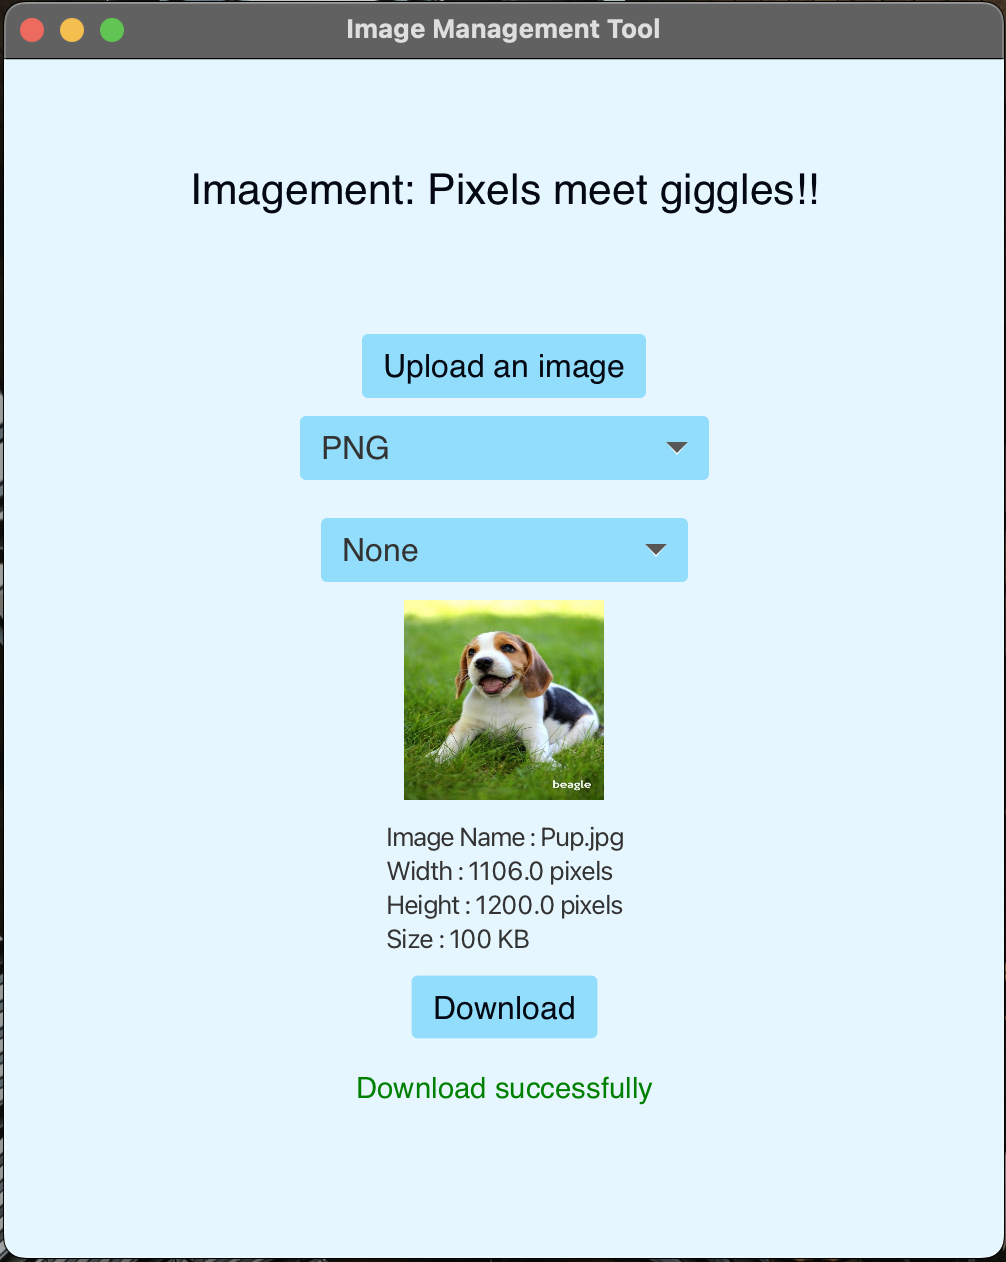 Image Management Tool
Imagement: Pixels meet giggles!!
Upload an image
PNG
None
beagle
Image Name : Pup.jpg
Width : 1106.0 pixels
Height : 1200.0 pixels
Size : 100 KB
Download
Download successfully